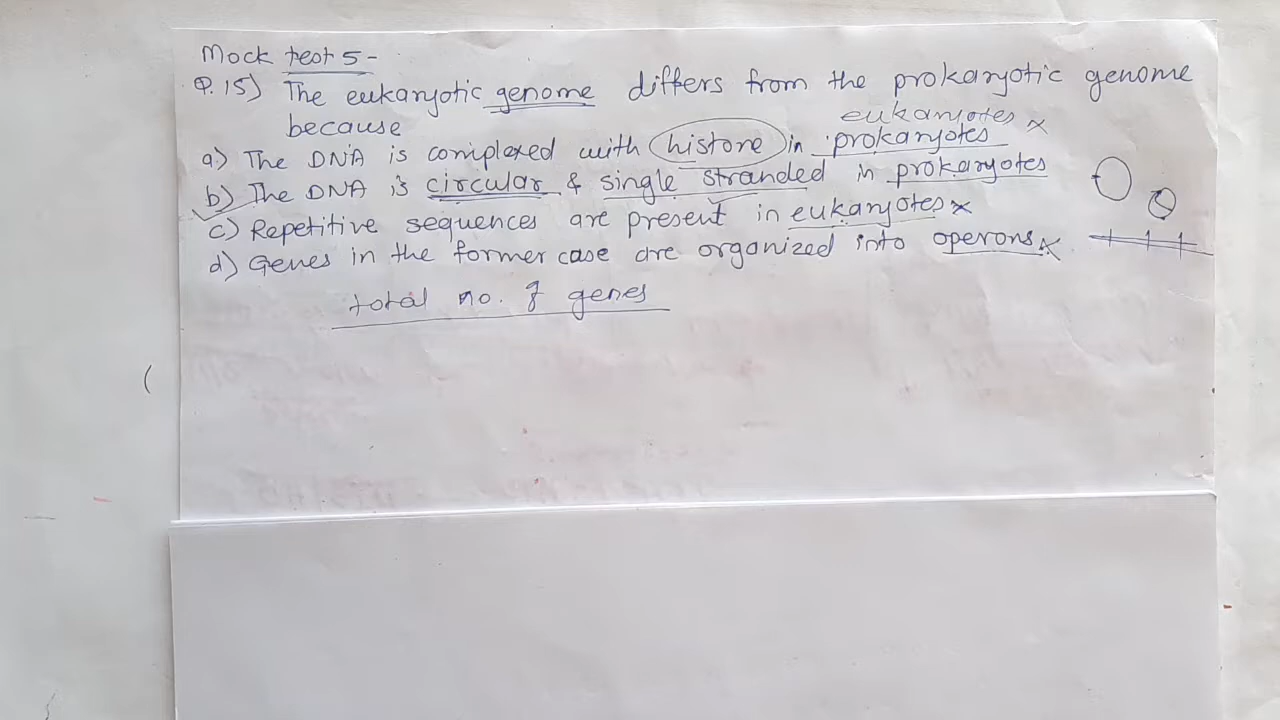 Mock test 5-
Q.15) The eukaryotic genome differs from the prokaryotic genome
because
eukaryotes x
a) The DNA is complexed with histone in prokaryotes
b) The DNA is circular & single stranded in prokaryotes
c) Repetitive sequences are present in eukaryotes x
d) Genes in the former case are organized into operons x
total no. of genes